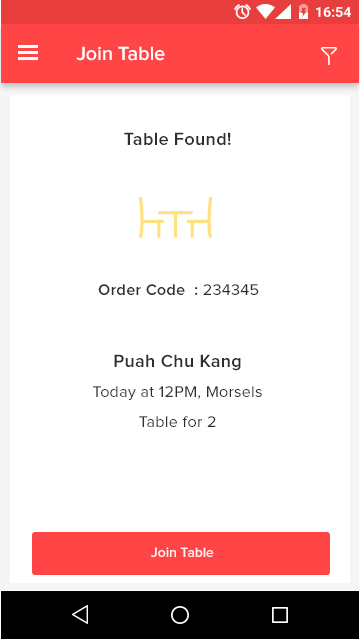 16:54
Join Table
Table Found!
Order Code : 234345
Puah Chu Kang
Today at 12PM, Morsels
Table for 2
Join Table